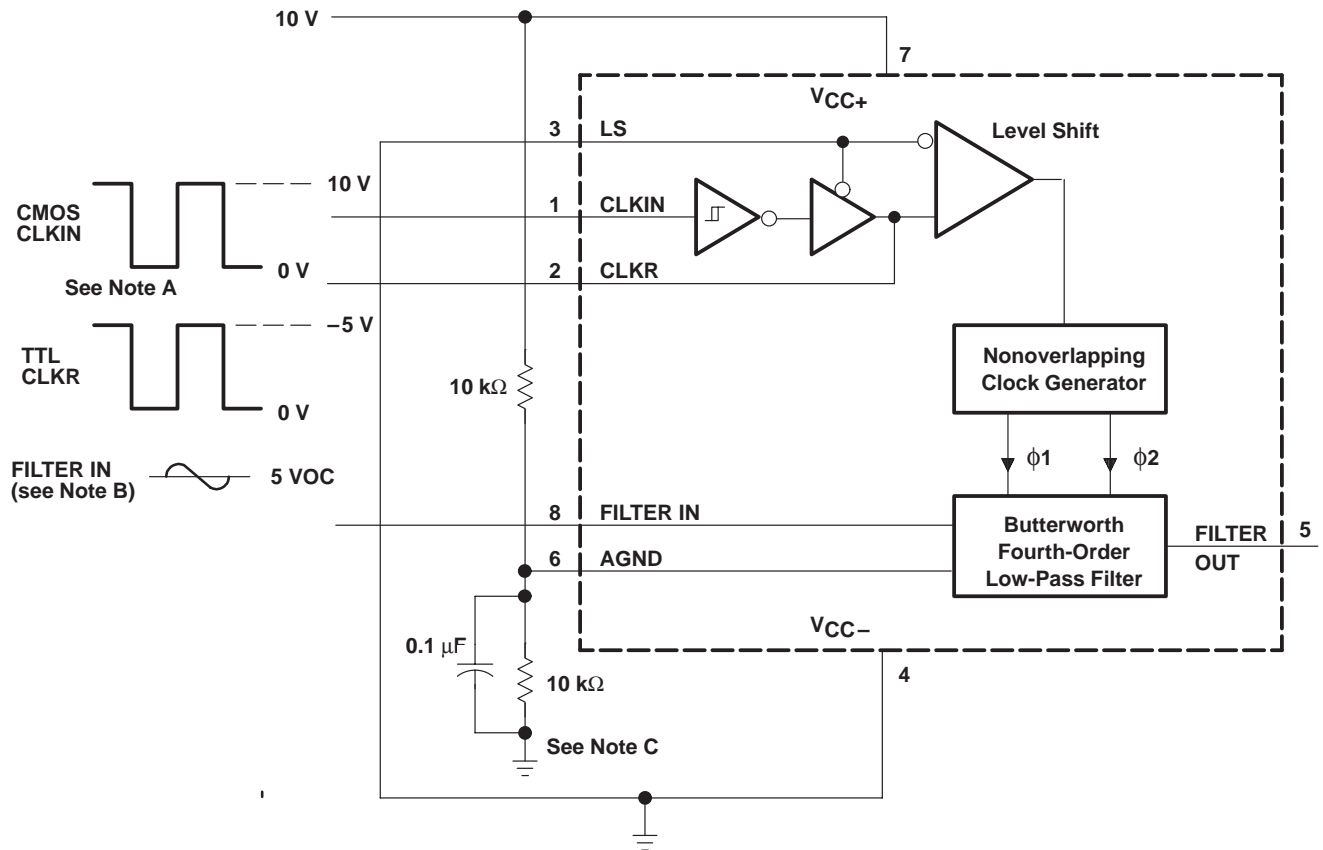 10 V
7
VCC+
3 LS
Level Shift
10 V
CMOS
CLKIN
1 CLKIN
0 V
2 CLKR
See Note A
–5 V
TTL
CLKR
Nonoverlapping
Clock Generator
10 kΩ
0 V
ϕ1 ϕ2
FILTER IN
(see Note B)
5 VOC
8 FILTER IN
Butterworth
Fourth-Order
Low-Pass Filter
FILTER
OUT
5
6 AGND
VCC–
0.1 µF
10 kΩ
4
See Note C